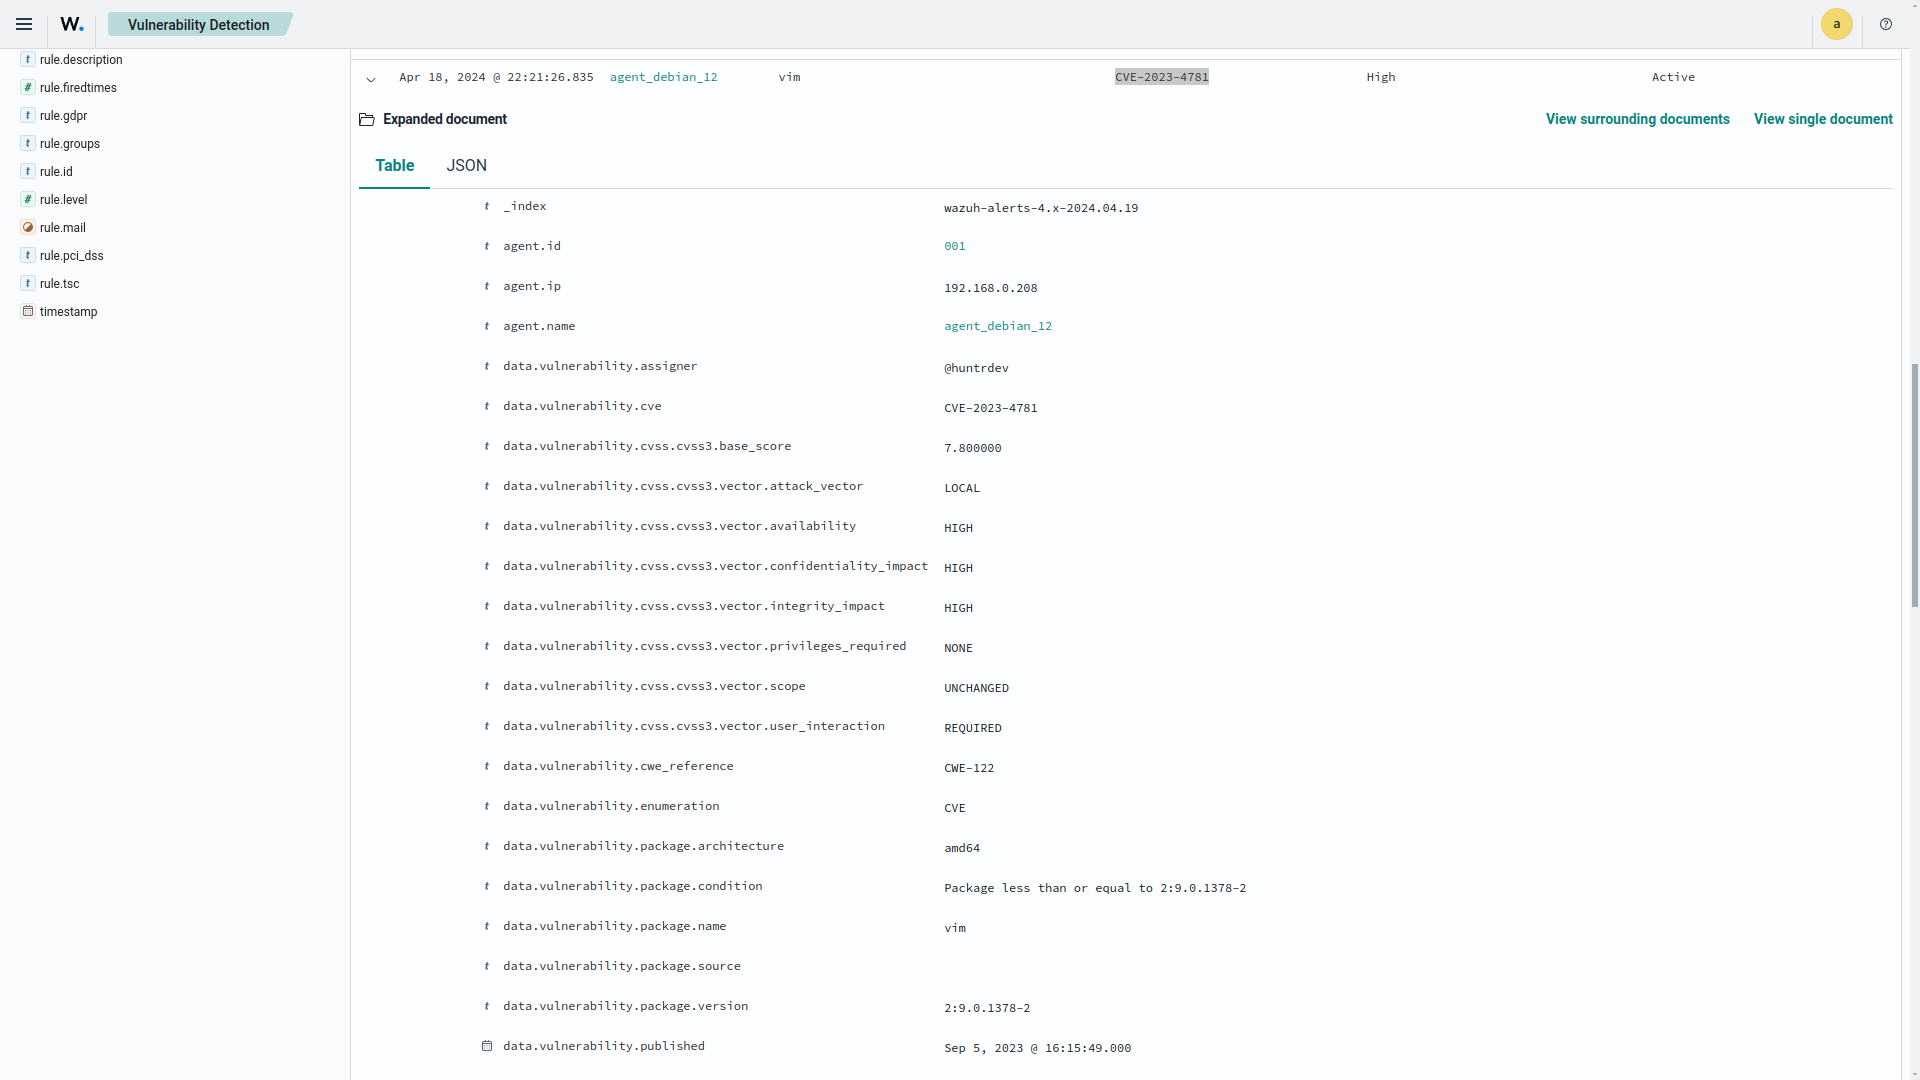 W. Vulnerability Detection a
t rule.description
# rule.firedtimes
t rule.gdpr
t rule.groups
t rule.id
# rule.level
rule.mail
t rule.pci_dss
t rule.tsc
timestamp
Apr 18, 2024 @ 22:21:26.835 agent_debian_12 vim CVE-2023-4781 High Active
Expanded document View surrounding documents View single document
Table JSON
t _index wazuh-alerts-4.x-2024.04.19
t agent.id 001
t agent.ip 192.168.0.208
t agent.name agent_debian_12
t data.vulnerability.assigner @huntrdev
t data.vulnerability.cve CVE-2023-4781
t data.vulnerability.cvss.cvss3.base_score 7.800000
t data.vulnerability.cvss.cvss3.vector.attack_vector LOCAL
t data.vulnerability.cvss.cvss3.vector.availability HIGH
t data.vulnerability.cvss.cvss3.vector.confidentiality_impact HIGH
t data.vulnerability.cvss.cvss3.vector.integrity_impact HIGH
t data.vulnerability.cvss.cvss3.vector.privileges_required NONE
t data.vulnerability.cvss.cvss3.vector.scope UNCHANGED
t data.vulnerability.cvss.cvss3.vector.user_interaction REQUIRED
t data.vulnerability.cwe_reference CWE-122
t data.vulnerability.enumeration CVE
t data.vulnerability.package.architecture amd64
t data.vulnerability.package.condition Package less than or equal to 2:9.0.1378-2
t data.vulnerability.package.name vim
t data.vulnerability.package.source
t data.vulnerability.package.version 2:9.0.1378-2
data.vulnerability.published Sep 5, 2023 @ 16:15:49.000